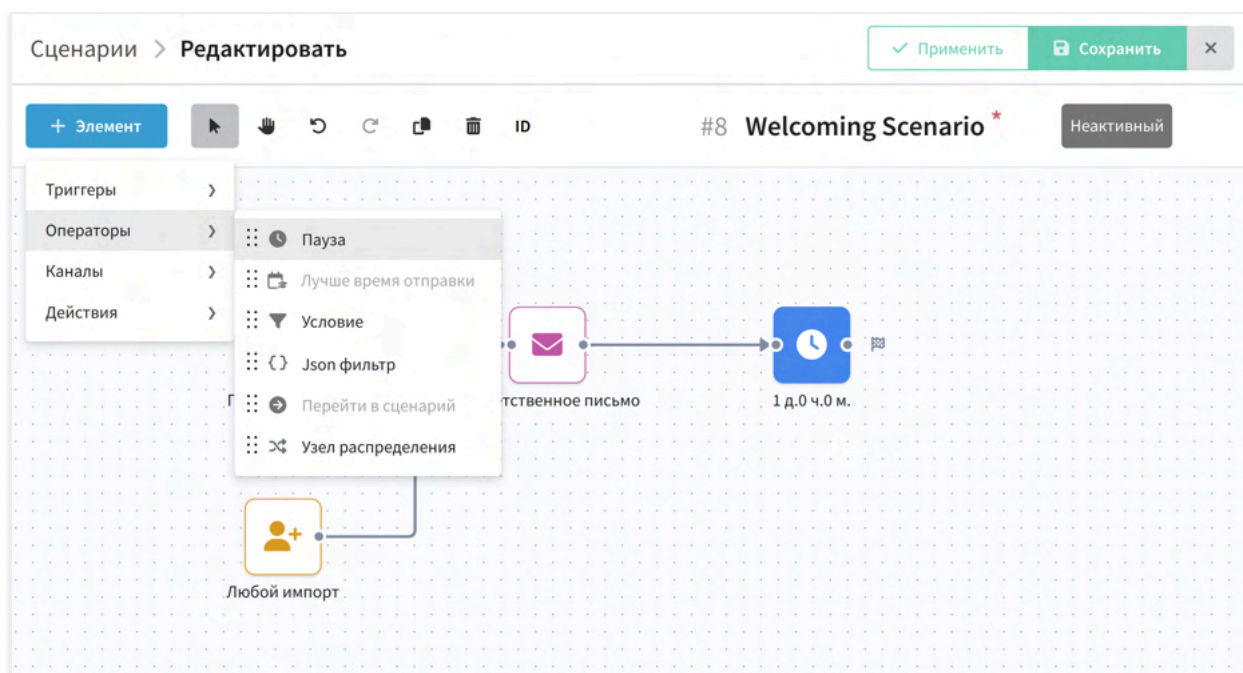 Сценарии > Редактировать
Применить
Сохранить
+ Элемент
ID
#8 Welcoming Scenario *
Неактивный
Триггеры
Операторы
Каналы
Действия
Пауза
Лучше время отправки
Условие
{} Json фильтр
Перейти в сценарий
Узел распределения
письмо
1 д.0 ч.0 м.
Любой импорт